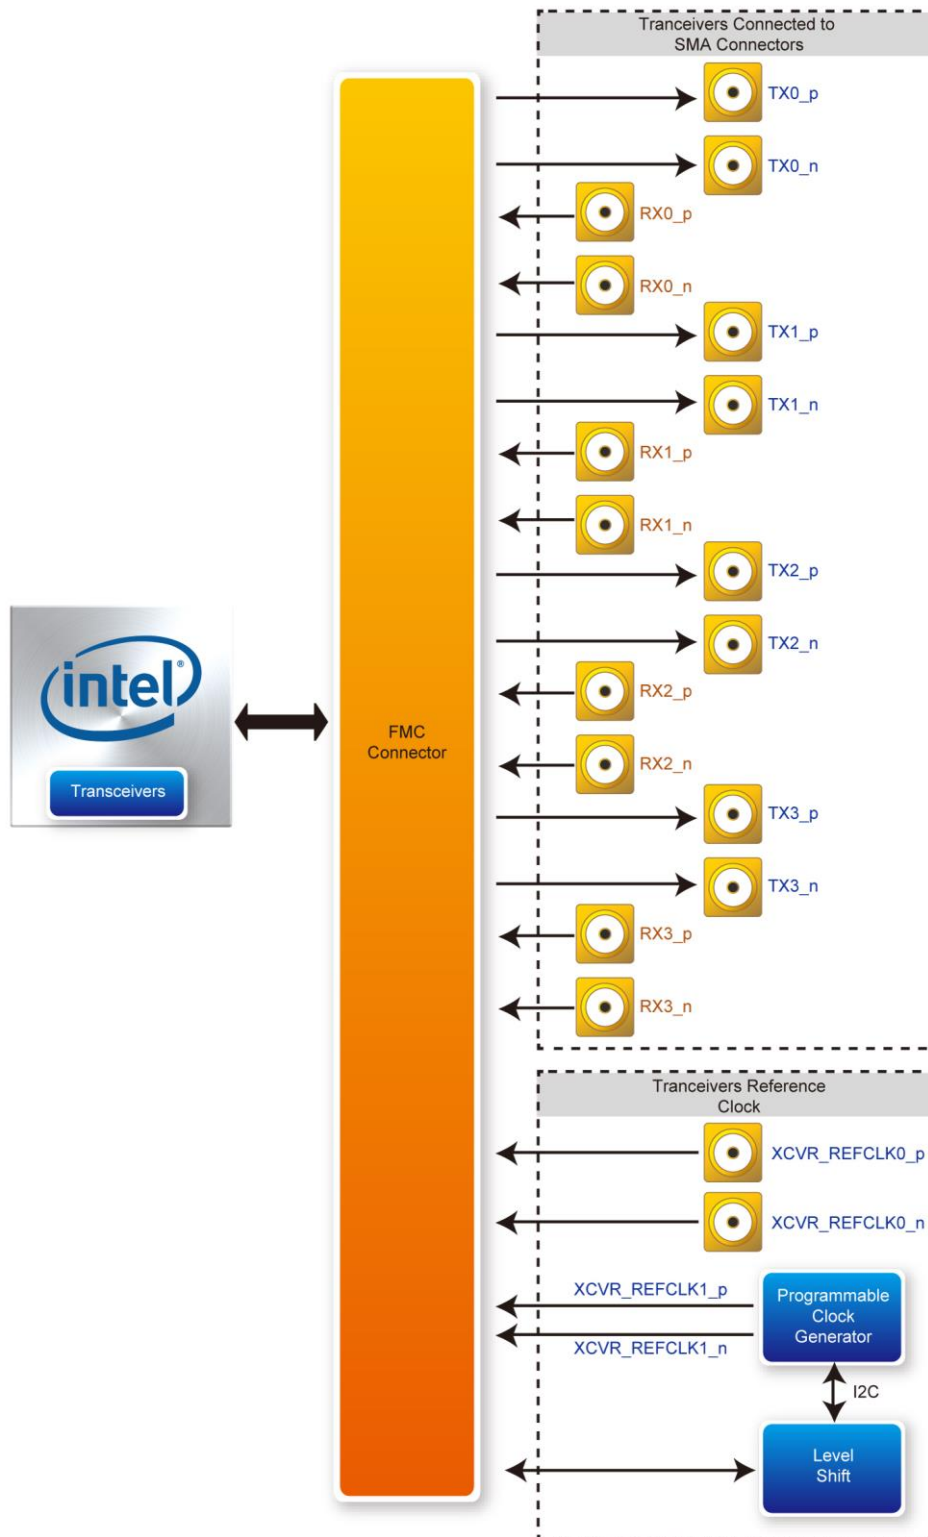 Tranceivers Connected to
SMA Connectors
TX0_p
TX0_n
RX0_p
RX0_n
TX1_p
TX1_n
RX1_p
RX1_n
TX2_p
TX2_n
RX2_p
RX2_n
TX3_p
TX3_n
RX3_p
RX3_n
intel®
Transceivers
FMC
Connector
Tranceivers Reference
Clock
XCVR_REFCLK0_p
XCVR_REFCLK0_n
XCVR_REFCLK1_p
XCVR_REFCLK1_n
Programmable
Clock
Generator
I2C
Level
Shift